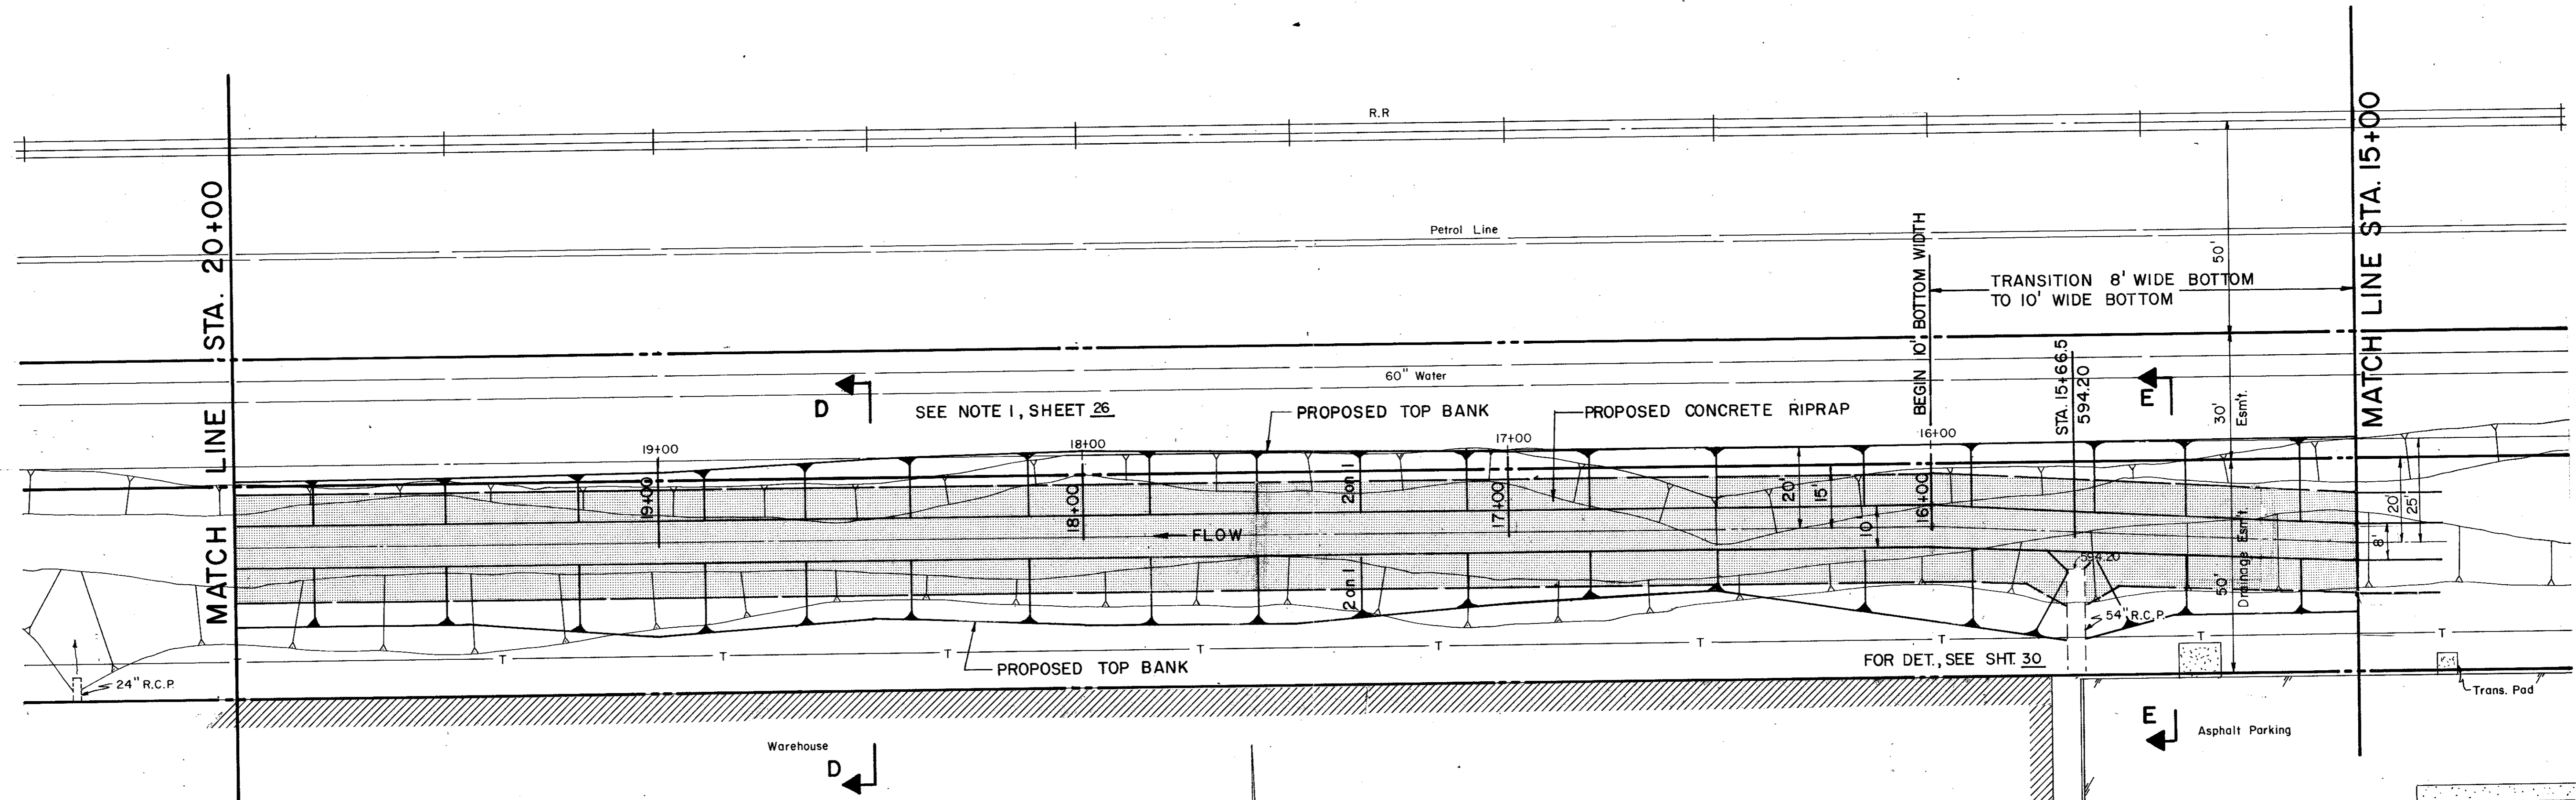 R.R
MATCH LINE STA. 20+00
MATCH LINE STA. 15+00
Petrol Line
50'
TRANSITION 8' WIDE BOTTOM
TO 10' WIDE BOTTOM
BEGIN 10' BOTTOM WIDTH
STA. 15+66.5
594.20
60" Water
D
SEE NOTE 1, SHEET 26
PROPOSED TOP BANK
PROPOSED CONCRETE RIPRAP
E
30'
Esm't.
19+00
18+00
17+00
16+00
19+00
18+00
2 on 1
17+00
20'
15'
10'
16+00
20'
25'
8'
FLOW
2 on 1
594.20
50'
Drainage Esm't.
54" R.C.P.
T T T T T T T T T
PROPOSED TOP BANK
FOR DET., SEE SHT. 30
24" R.C.P.
Trans. Pad
Warehouse
D
E
Asphalt Parking